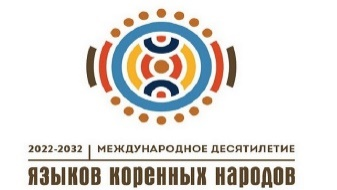 2022-2032 | МЕЖДУНАРОДНОЕ ДЕСЯТИЛЕТИЕ
ЯЗЫКОВ КОРЕННЫХ НАРОДОВ